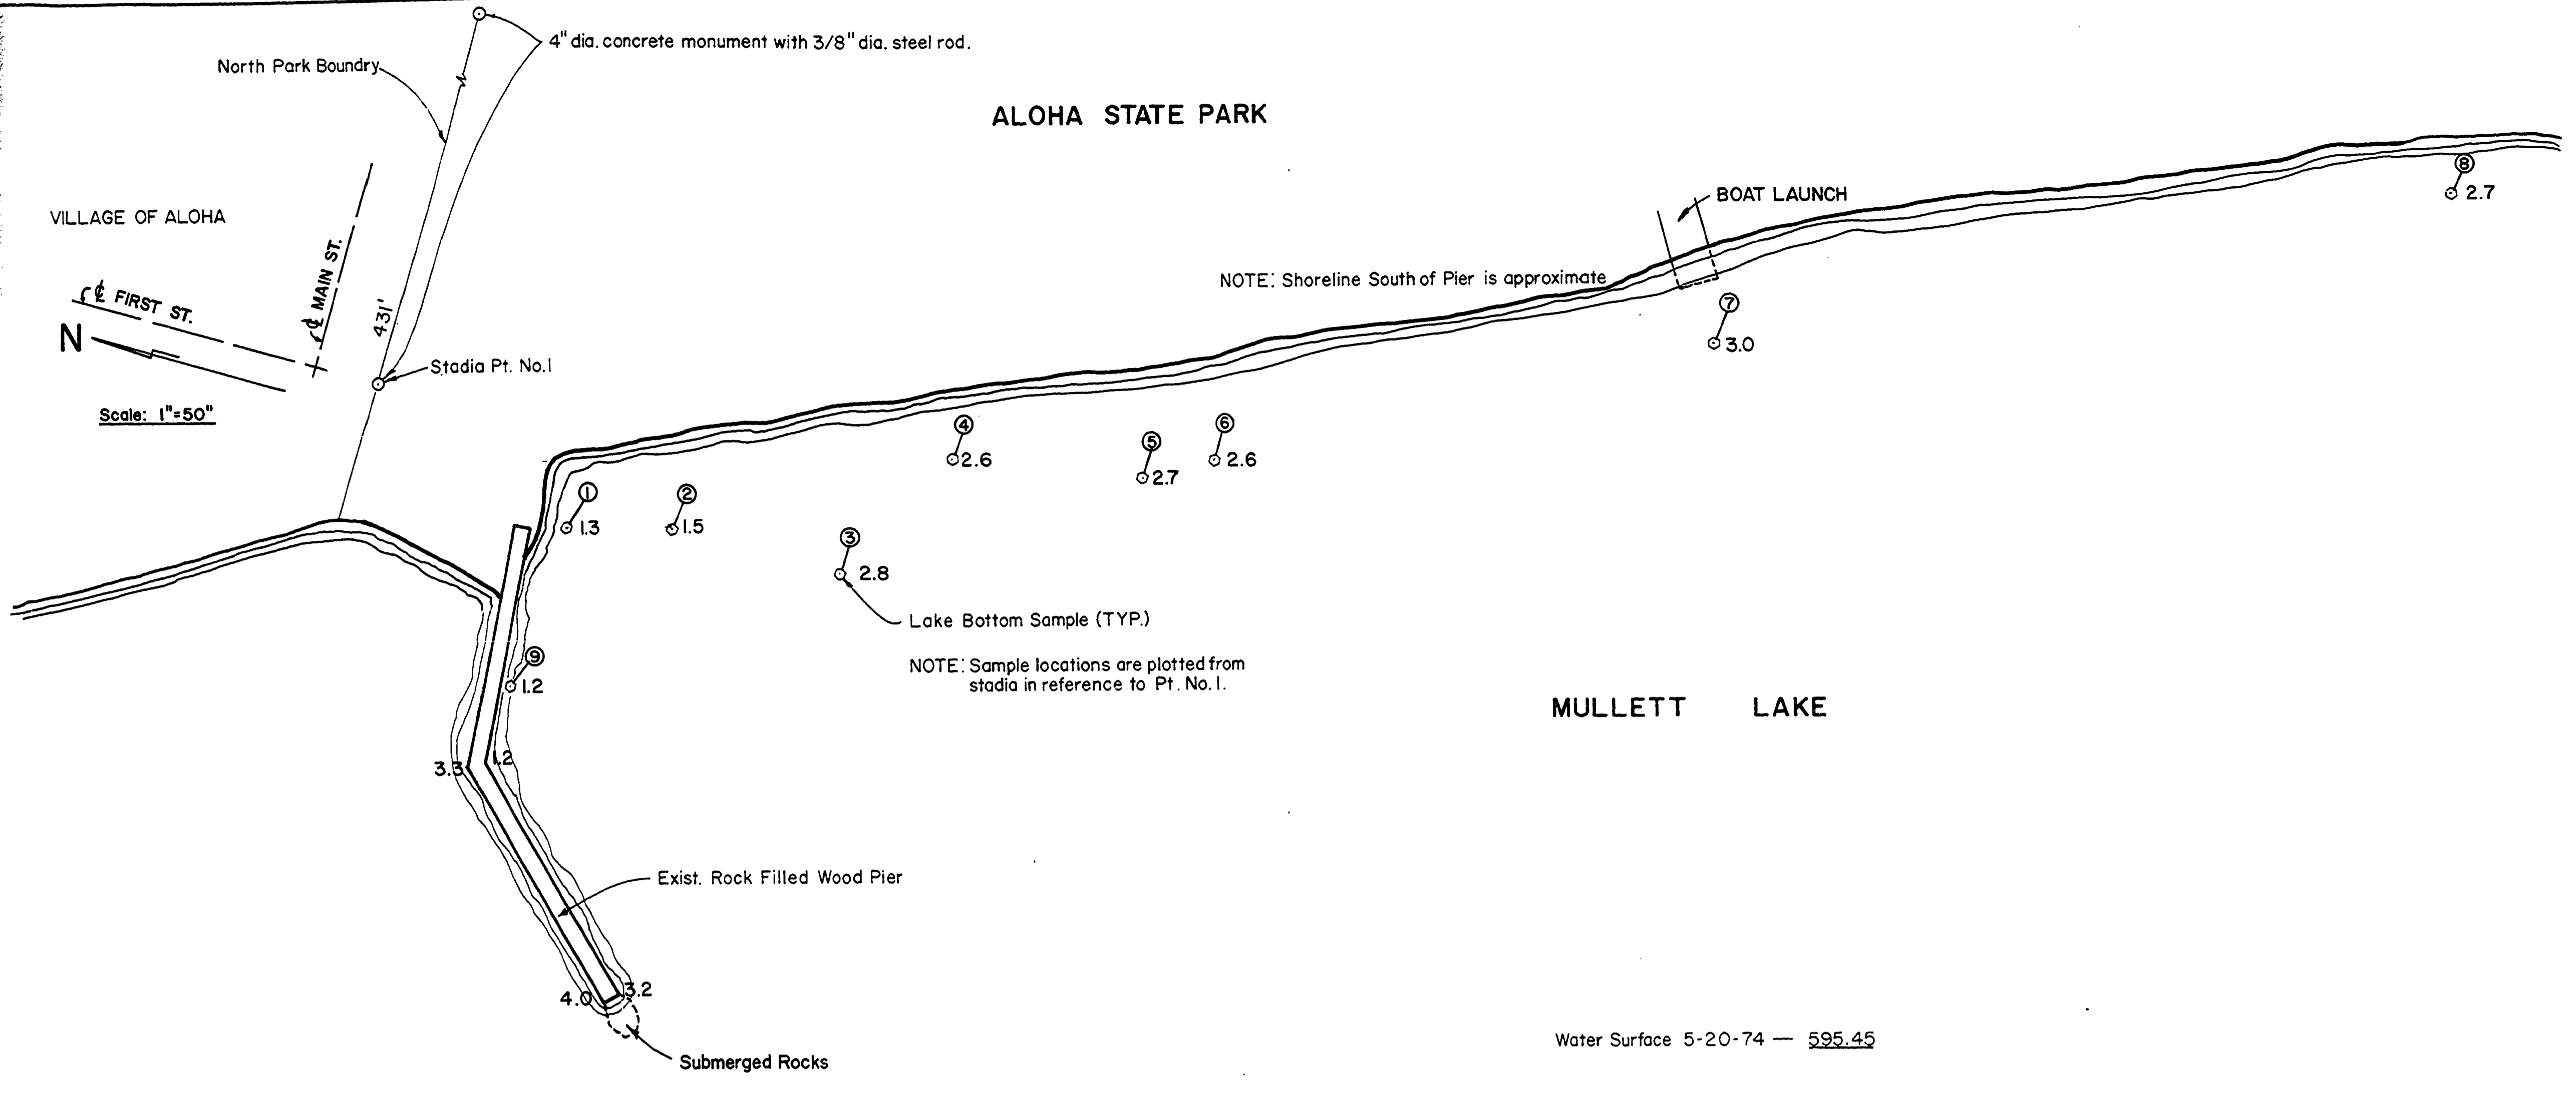 4" dia. concrete monument with 3/8" dia. steel rod.
North Park Boundry
ALOHA STATE PARK
VILLAGE OF ALOHA
BOAT LAUNCH
⑧
2.7
℄ FIRST ST.
℄ MAIN ST.
431'
N
NOTE: Shoreline South of Pier is approximate
⑦
3.0
Stadia Pt. No.1
Scale: 1"=50"
④
2.6
⑤
2.7
⑥
2.6
①
1.3
②
1.5
③
2.8
Lake Bottom Sample (TYP.)
NOTE: Sample locations are plotted from
stadia in reference to Pt. No. 1.
⑨
1.2
MULLETT LAKE
3.3
1.2
Exist. Rock Filled Wood Pier
4.0
3.2
Submerged Rocks
Water Surface 5-20-74 — 595.45